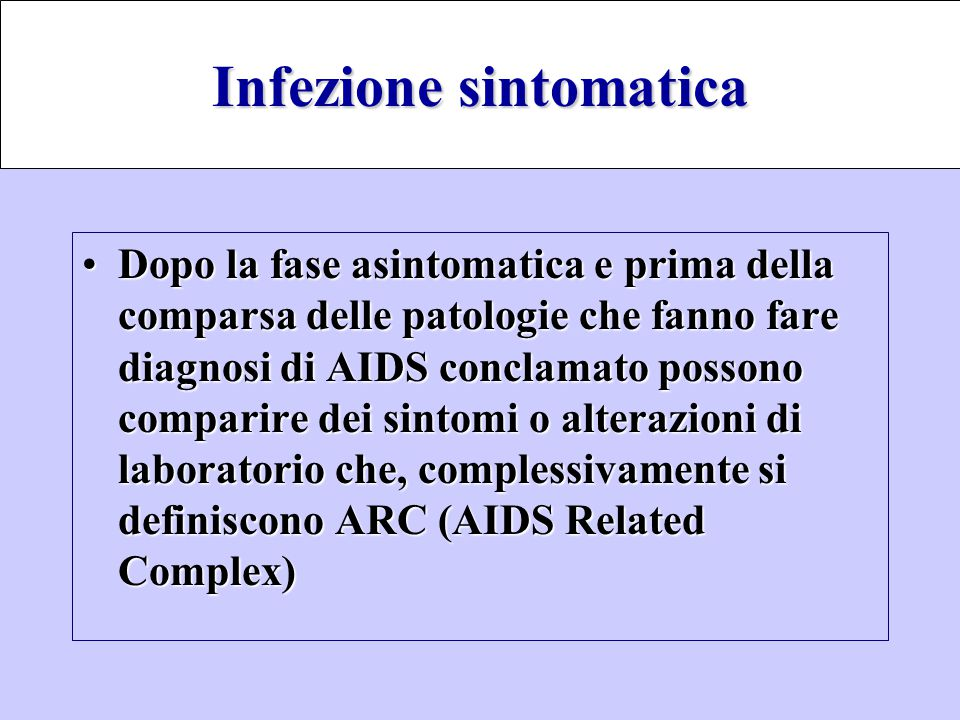 Infezione sintomatica
• Dopo la fase asintomatica e prima della
comparsa delle patologie che fanno fare
diagnosi di AIDS conclamato possono
comparire dei sintomi o alterazioni di
laboratorio che, complessivamente si
definiscono ARC (AIDS Related
Complex)